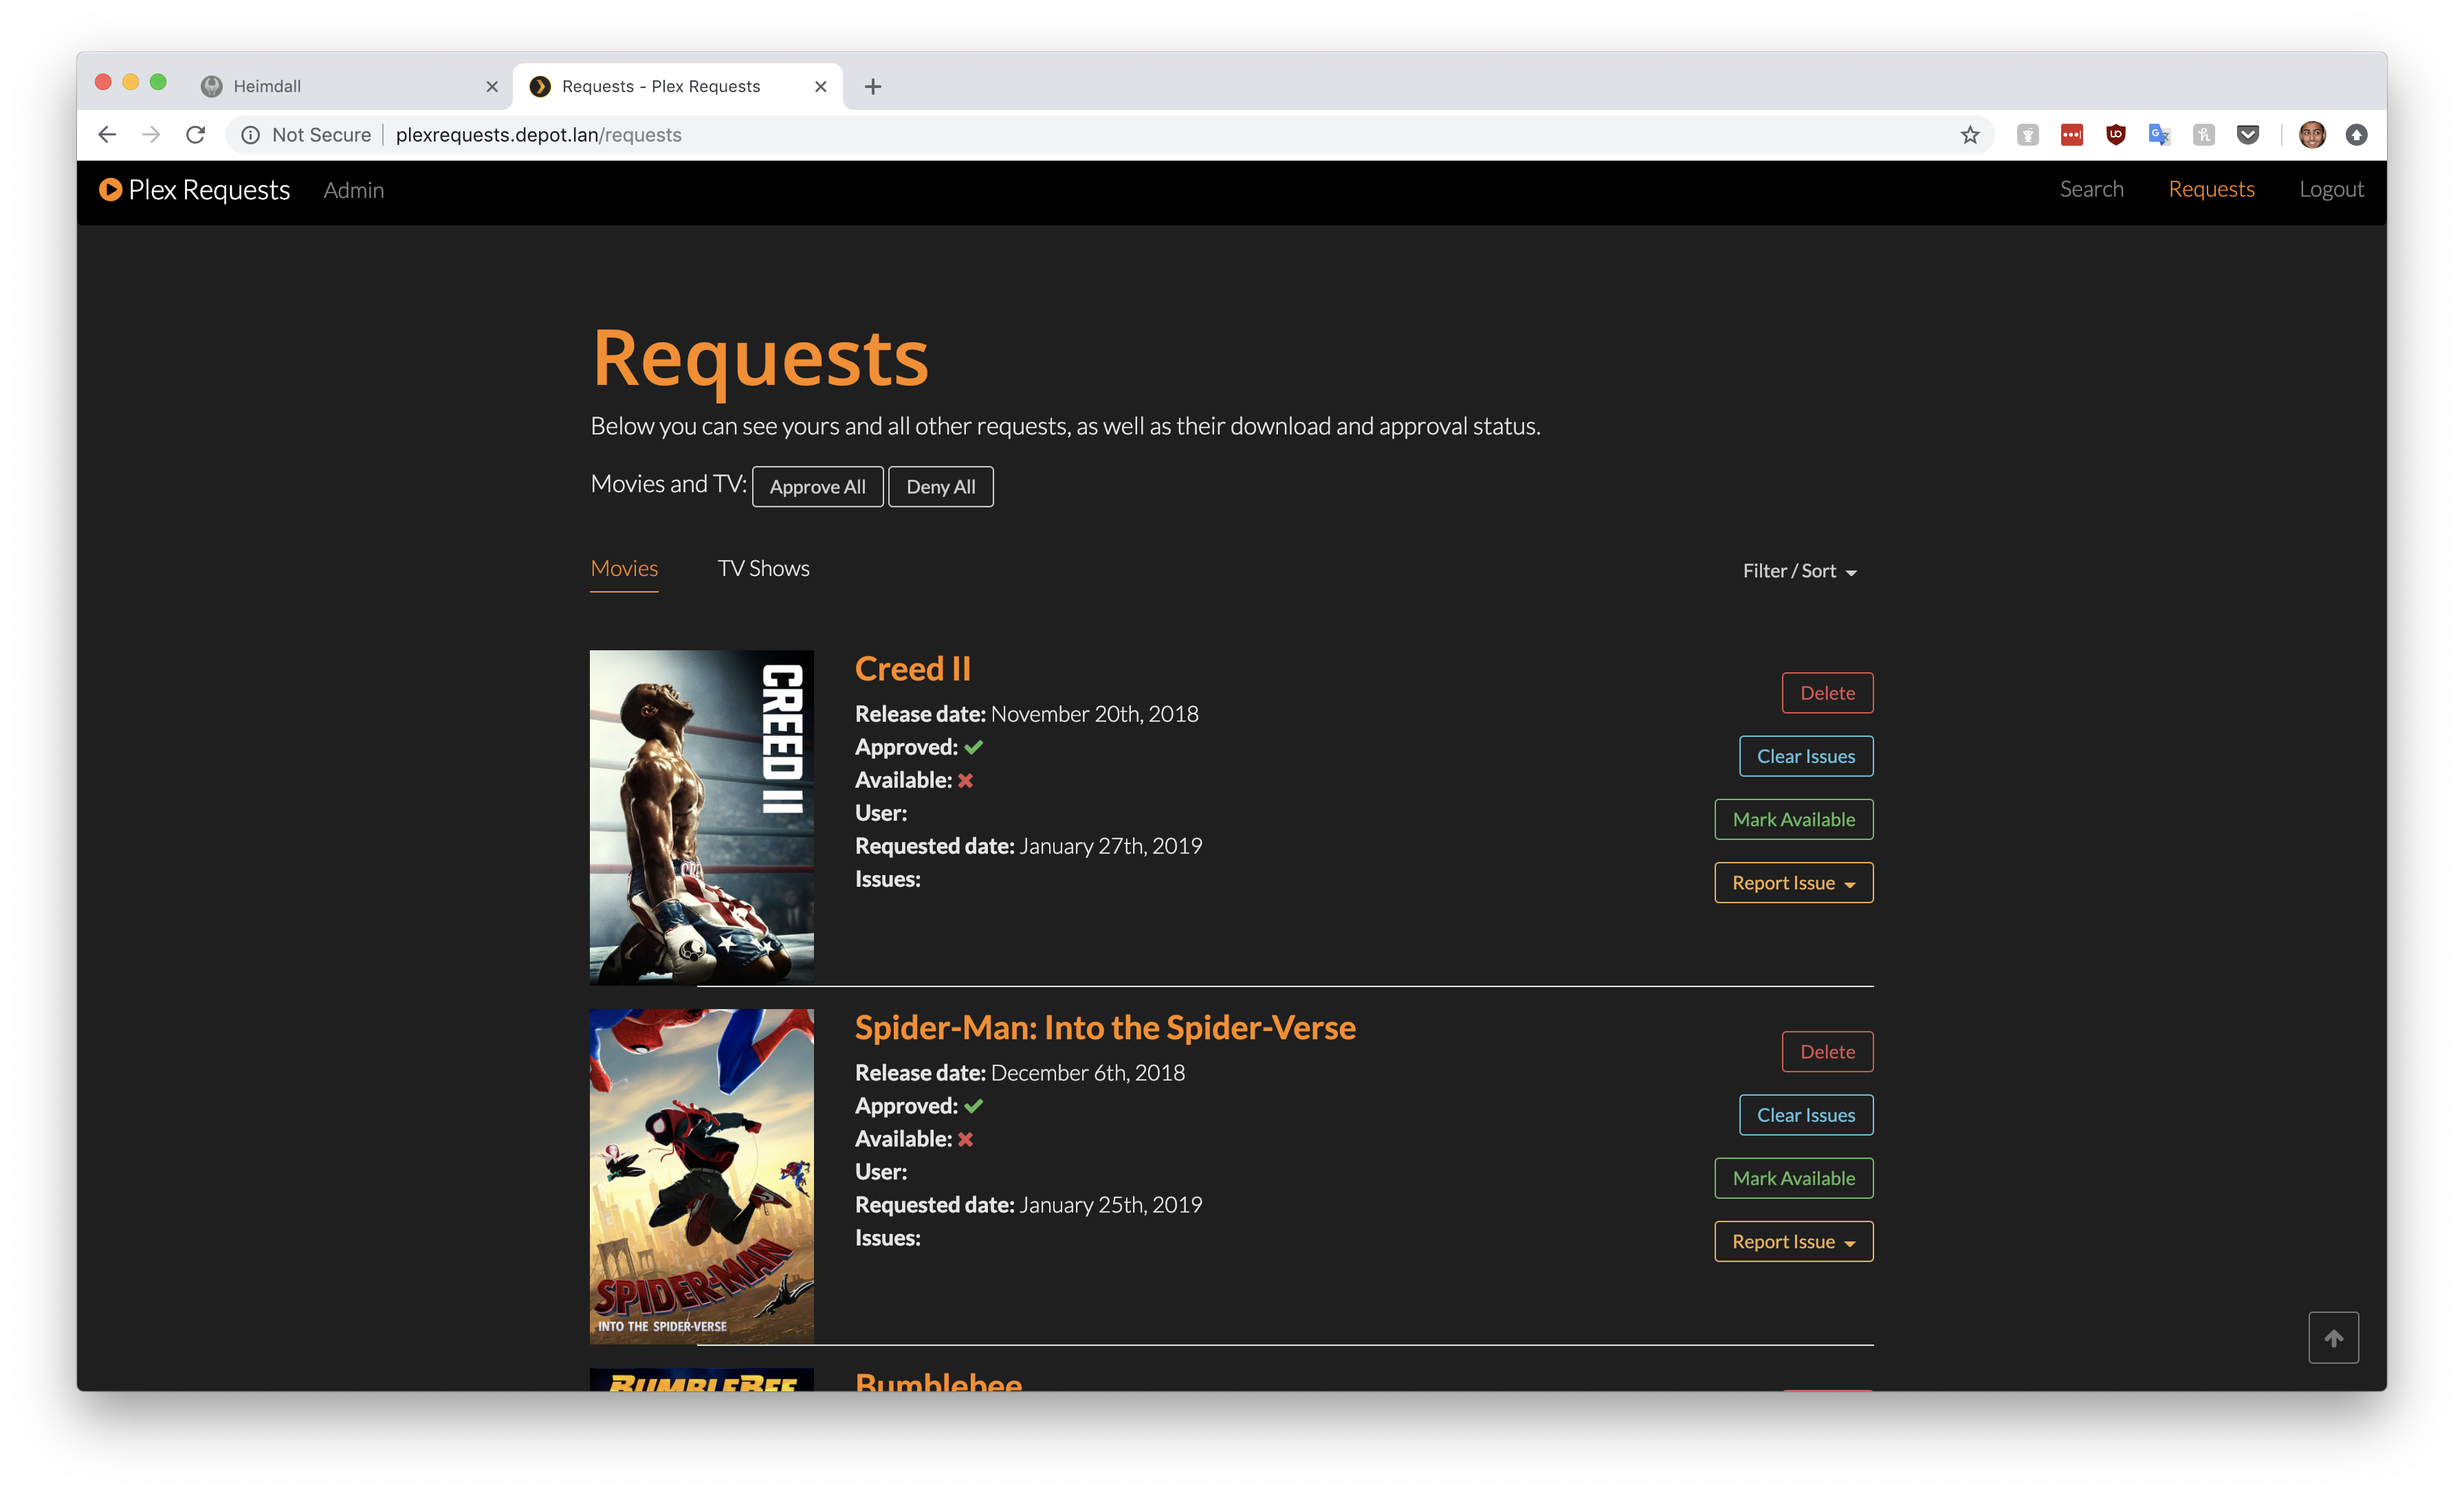 Heimdall
Requests - Plex Requests
Not Secure
plexrequests.depot.lan/requests
Plex Requests
Admin
Search
Requests
Logout
Requests
Below you can see yours and all other requests, as well as their download and approval status.
Movies and TV:
Approve All
Deny All
Movies
TV Shows
Filter / Sort
CREED II
Creed II
Release date: November 20th, 2018
Approved:
Available:
User:
Requested date: January 27th, 2019
Issues:
Delete
Clear Issues
Mark Available
Report Issue
SPIDER-MAN
INTO THE SPIDER-VERSE
Spider-Man: Into the Spider-Verse
Release date: December 6th, 2018
Approved:
Available:
User:
Requested date: January 25th, 2019
Issues:
Delete
Clear Issues
Mark Available
Report Issue
BUMBLEBEE
Bumblebee